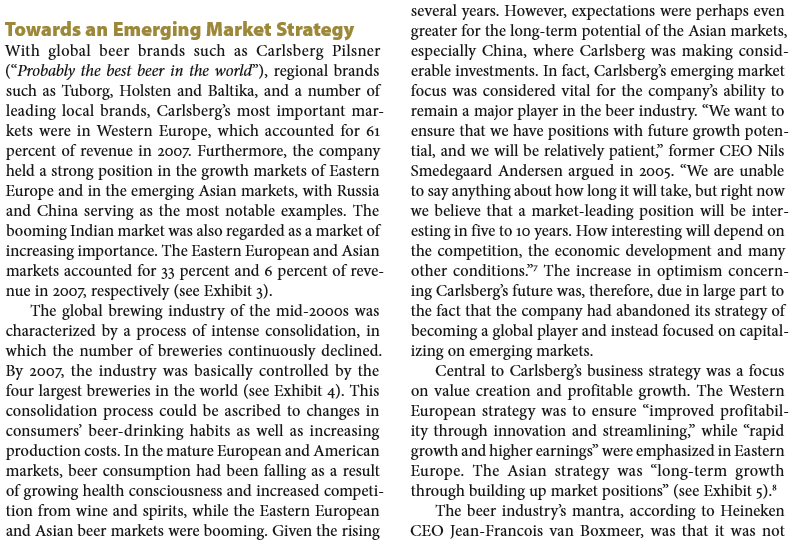 Towards an Emerging Market Strategy
With global beer brands such as Carlsberg Pilsner
(“Probably the best beer in the world”), regional brands
such as Tuborg, Holsten and Baltika, and a number of
leading local brands, Carlsberg’s most important mar-
kets were in Western Europe, which accounted for 61
percent of revenue in 2007. Furthermore, the company
held a strong position in the growth markets of Eastern
Europe and in the emerging Asian markets, with Russia
and China serving as the most notable examples. The
booming Indian market was also regarded as a market of
increasing importance. The Eastern European and Asian
markets accounted for 33 percent and 6 percent of reve-
nue in 2007, respectively (see Exhibit 3).
The global brewing industry of the mid-2000s was
characterized by a process of intense consolidation, in
which the number of breweries continuously declined.
By 2007, the industry was basically controlled by the
four largest breweries in the world (see Exhibit 4). This
consolidation process could be ascribed to changes in
consumers’ beer-drinking habits as well as increasing
production costs. In the mature European and American
markets, beer consumption had been falling as a result
of growing health consciousness and increased competi-
tion from wine and spirits, while the Eastern European
and Asian beer markets were booming. Given the rising
several years. However, expectations were perhaps even
greater for the long-term potential of the Asian markets,
especially China, where Carlsberg was making consid-
erable investments. In fact, Carlsberg’s emerging market
focus was considered vital for the company’s ability to
remain a major player in the beer industry. “We want to
ensure that we have positions with future growth poten-
tial, and we will be relatively patient,” former CEO Nils
Smedegaard Andersen argued in 2005. “We are unable
to say anything about how long it will take, but right now
we believe that a market-leading position will be inter-
esting in five to 10 years. How interesting will depend on
the competition, the economic development and many
other conditions.”⁷ The increase in optimism concern-
ing Carlsberg’s future was, therefore, due in large part to
the fact that the company had abandoned its strategy of
becoming a global player and instead focused on capital-
izing on emerging markets.
Central to Carlsberg’s business strategy was a focus
on value creation and profitable growth. The Western
European strategy was to ensure “improved profitabil-
ity through innovation and streamlining,” while “rapid
growth and higher earnings” were emphasized in Eastern
Europe. The Asian strategy was “long-term growth
through building up market positions” (see Exhibit 5).⁸
The beer industry’s mantra, according to Heineken
CEO Jean-Francois van Boxmeer, was that it was not